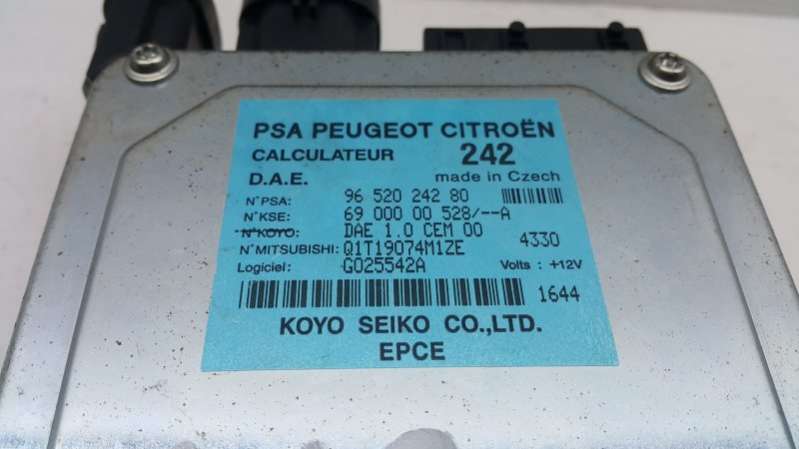 PSA PEUGEOT CITROËN
CALCULATEUR 242
D.A.E. made in Czech
N°PSA: 96 520 242 80
N°KSE: 69 000 00 528/--A
N°KOYO: DAE 1.0 CEM 00
N°MITSUBISHI: Q1T19074M1ZE 4330
Logiciel: G025542A Volts : +12V
1644
KOYO SEIKO CO.,LTD.
EPCE